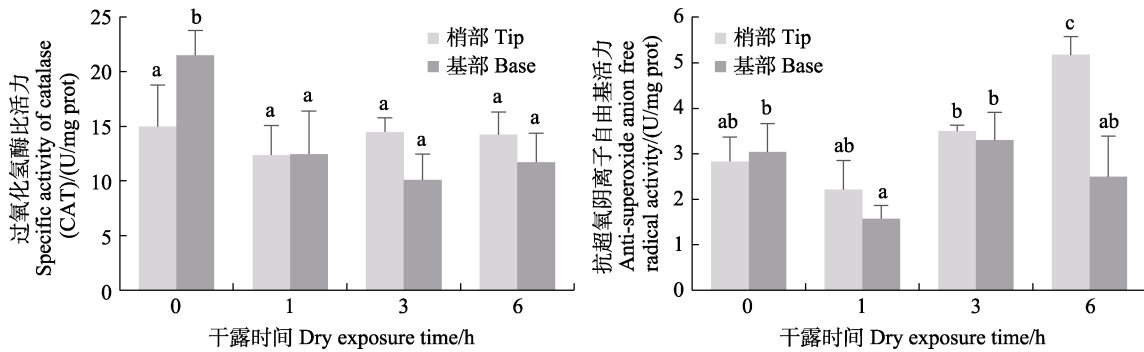 过氧化氢酶比活力
Specific activity of catalase
(CAT)/(U/mg prot)
25
20
15
10
5
0
梢部 Tip
基部 Base
a
b
a
a
a
a
a
a
0
1
3
6
干露时间 Dry exposure time/h
抗超氧阴离子自由基活力
Anti-superoxide anion free
radical activity/(U/mg prot)
6
5
4
3
2
1
0
梢部 Tip
基部 Base
ab
b
ab
a
b
b
c
ab
0
1
3
6
干露时间 Dry exposure time/h